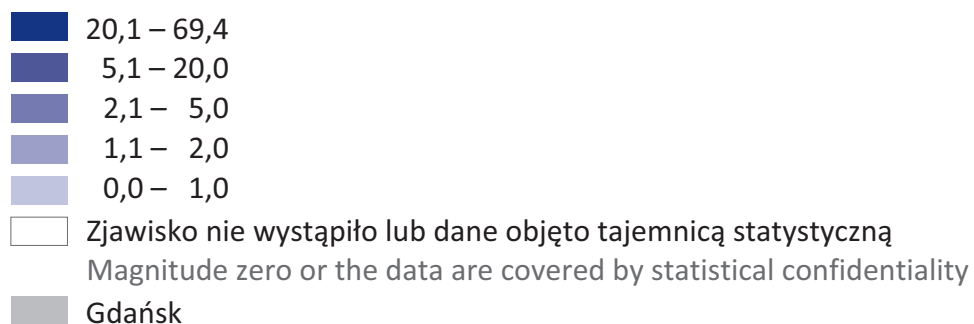 20,1 – 69,4
5,1 – 20,0
2,1 – 5,0
1,1 – 2,0
0,0 – 1,0
Zjawisko nie wystąpiło lub dane objęto tajemnicą statystyczną
Magnitude zero or the data are covered by statistical confidentiality
Gdańsk